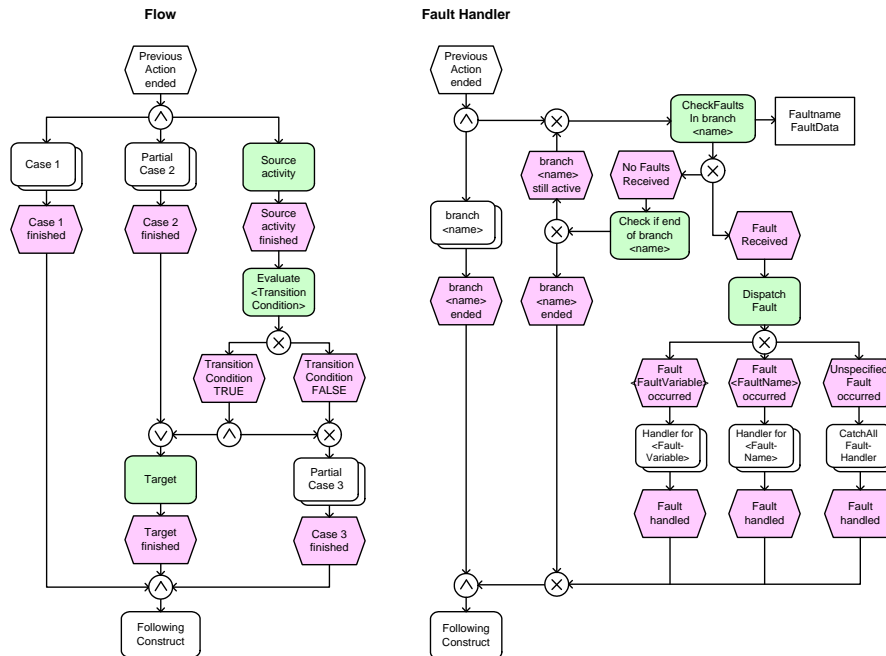 Flow
Previous
Action
ended
Case 1
Partial
Case 2
Source
activity
Case 1
finished
Case 2
finished
Source
activity
finished
Evaluate
<Transition
Condition>
Transition
Condition
TRUE
Transition
Condition
FALSE
Target
Partial
Case 3
Target
finished
Case 3
finished
Following
Construct
Fault Handler
Previous
Action
ended
CheckFaults
In branch
<name>
Faultname
FaultData
branch
<name>
still active
No Faults
Received
branch
<name>
Check if end
of branch
<name>
Fault
Received
branch
<name>
ended
branch
<name>
ended
Dispatch
Fault
Fault
<FaultVariable>
occurred
Fault
<FaultName>
occurred
Unspecified
Fault
occurred
Handler for
<Fault-
Variable>
Handler for
<Fault-
Name>
CatchAll
Fault-
Handler
Fault
handled
Fault
handled
Fault
handled
Following
Construct